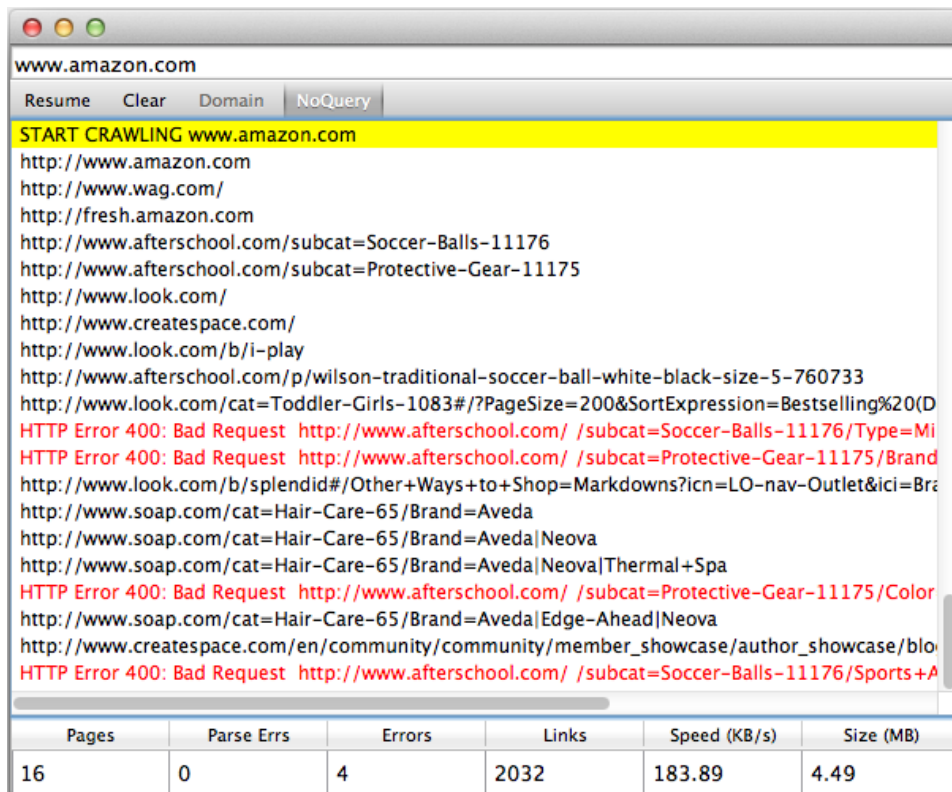 www.amazon.com
Resume Clear Domain NoQuery
START CRAWLING www.amazon.com
http://www.amazon.com
http://www.wag.com/
http://fresh.amazon.com
http://www.afterschool.com/subcat=Soccer-Balls-11176
http://www.afterschool.com/subcat=Protective-Gear-11175
http://www.look.com/
http://www.createspace.com/
http://www.look.com/b/i-play
http://www.afterschool.com/p/wilson-traditional-soccer-ball-white-black-size-5-760733
http://www.look.com/cat=Toddler-Girls-1083#/?PageSize=200&SortExpression=Bestselling%20(D
HTTP Error 400: Bad Request http://www.afterschool.com/ /subcat=Soccer-Balls-11176/Type=Mi
HTTP Error 400: Bad Request http://www.afterschool.com/ /subcat=Protective-Gear-11175/Brand
http://www.look.com/b/splendid#/Other+Ways+to+Shop=Markdowns?icn=LO-nav-Outlet&ici=Bra
http://www.soap.com/cat=Hair-Care-65/Brand=Aveda
http://www.soap.com/cat=Hair-Care-65/Brand=Aveda|Neova
http://www.soap.com/cat=Hair-Care-65/Brand=Aveda|Neova|Thermal+Spa
HTTP Error 400: Bad Request http://www.afterschool.com/ /subcat=Protective-Gear-11175/Color
http://www.soap.com/cat=Hair-Care-65/Brand=Aveda|Edge-Ahead|Neova
http://www.createspace.com/en/community/community/member_showcase/author_showcase/blo
HTTP Error 400: Bad Request http://www.afterschool.com/ /subcat=Soccer-Balls-11176/Sports+A
Pages Parse Errs Errors Links Speed (KB/s) Size (MB)
16 0 4 2032 183.89 4.49